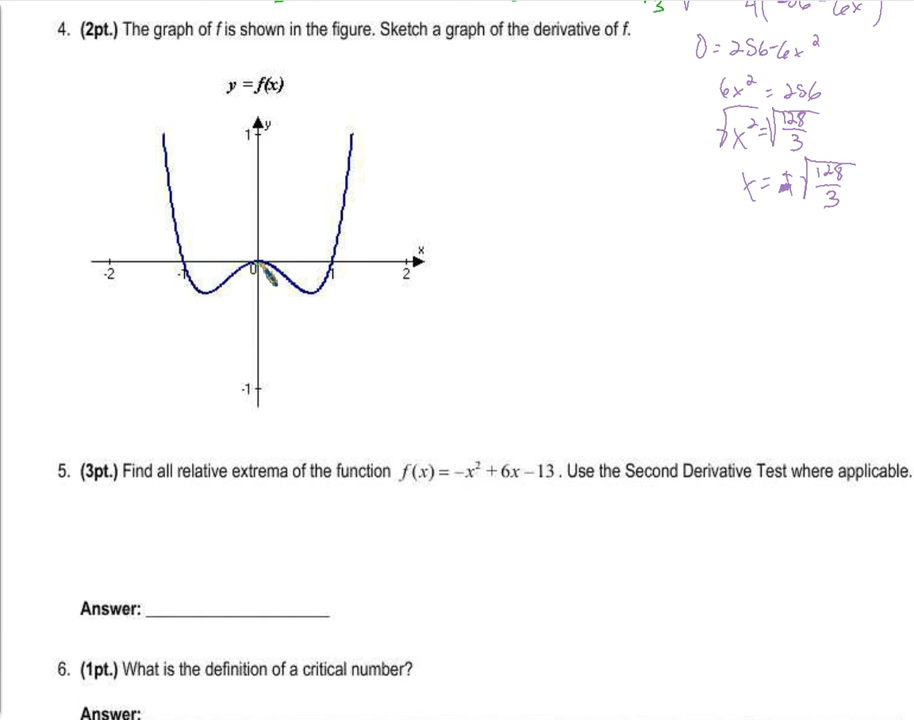 4. (2pt.) The graph of f is shown in the figure. Sketch a graph of the derivative of f.
0 = 256-6x²
6x² = 256
√x² = √128/3
x = ± √128/3
y = f(x)
y
1
x
-2
-1
0
1
2
-1
5. (3pt.) Find all relative extrema of the function f(x) = −x² + 6x − 13 . Use the Second Derivative Test where applicable.
Answer:
6. (1pt.) What is the definition of a critical number?
Answer: